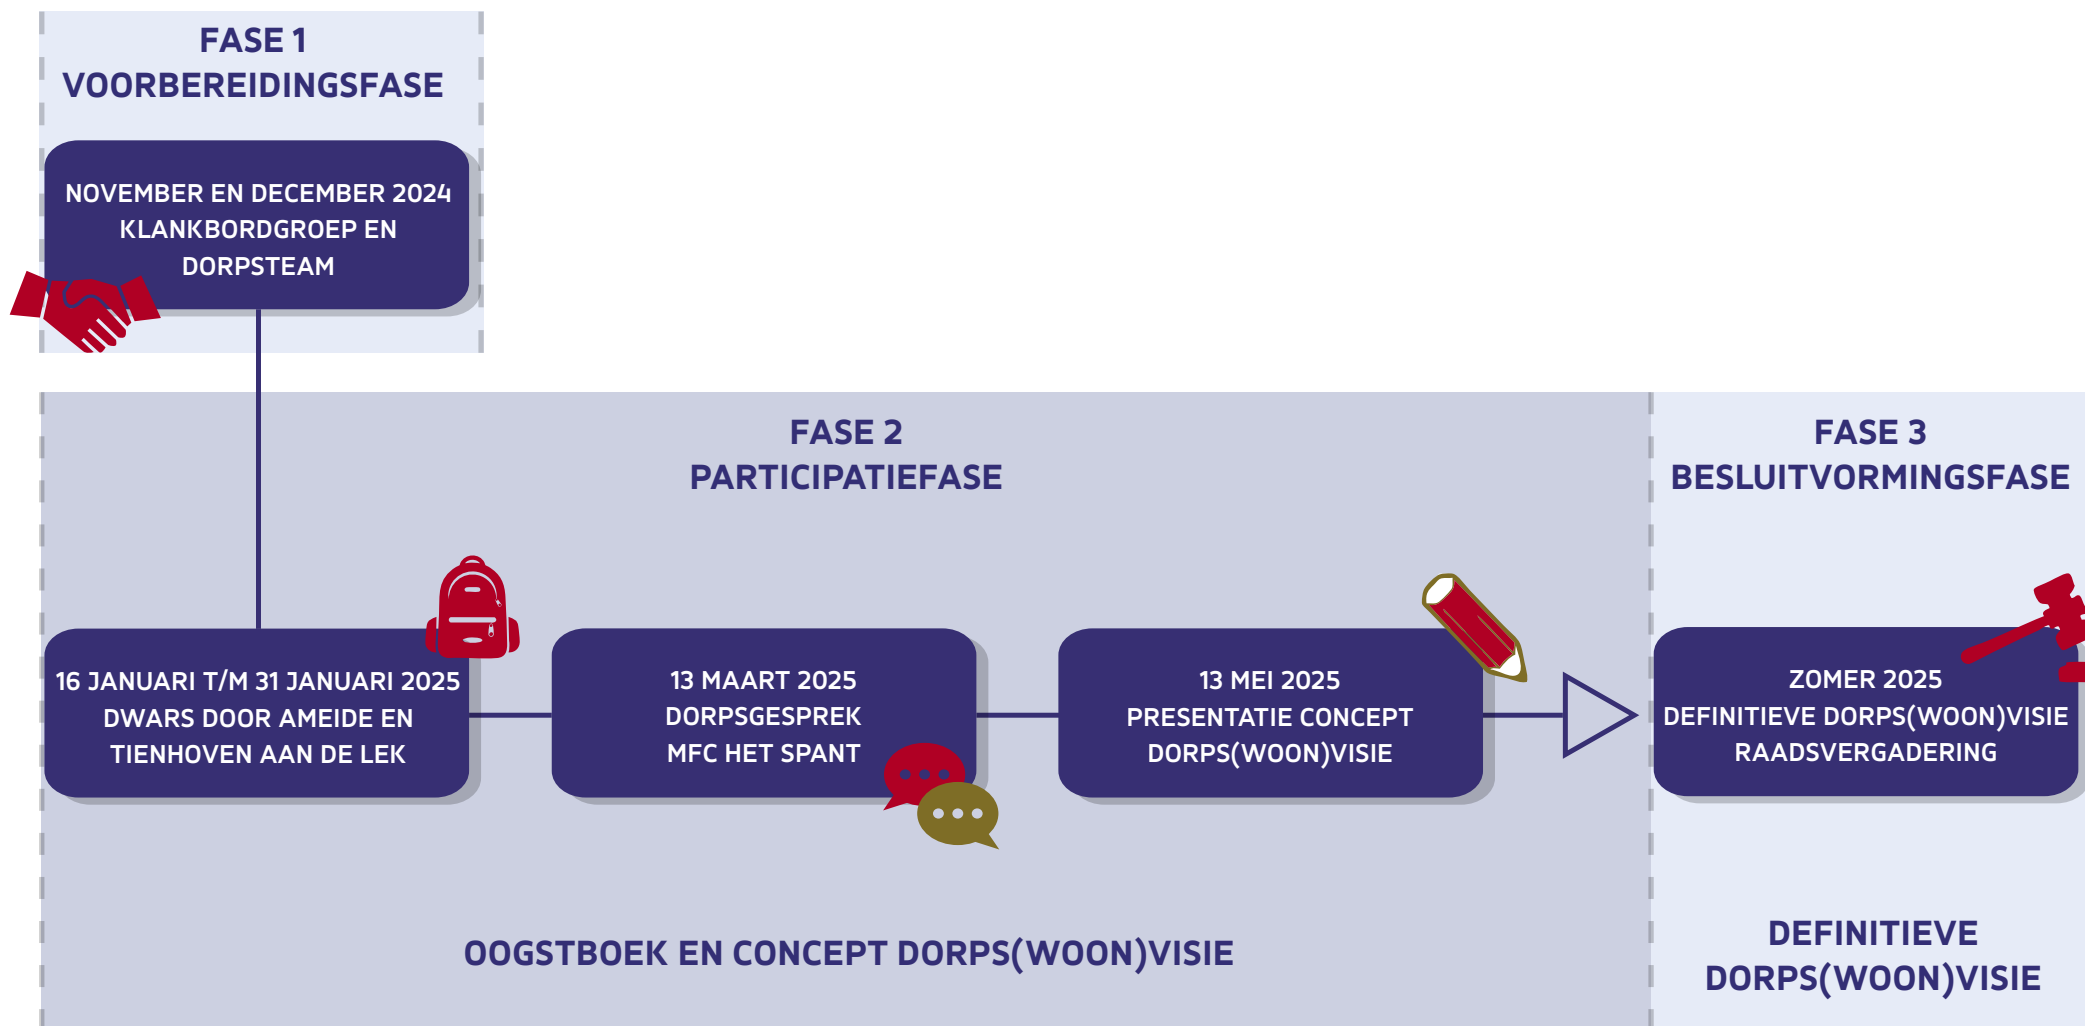 FASE 1
VOORBEREIDINGSFASE
NOVEMBER EN DECEMBER 2024
KLANKBORDGROEP EN
DORPSTEAM
FASE 2
PARTICIPATIEFASE
16 JANUARI T/M 31 JANUARI 2025
DWARS DOOR AMEIDE EN
TIENHOVEN AAN DE LEK
13 MAART 2025
DORPSGESPREK
MFC HET SPANT
13 MEI 2025
PRESENTATIE CONCEPT
DORPS(WOON)VISIE
OOGSTBOEK EN CONCEPT DORPS(WOON)VISIE
FASE 3
BESLUITVORMINGSFASE
ZOMER 2025
DEFINITIEVE DORPS(WOON)VISIE
RAADSVERGADERING
DEFINITIEVE
DORPS(WOON)VISIE